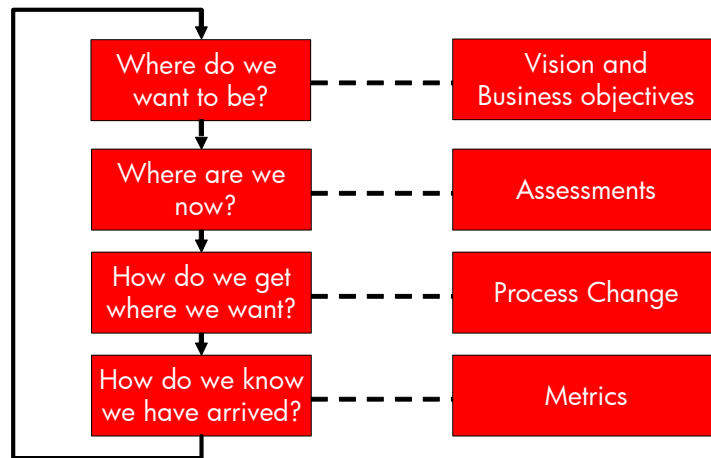 Where do we
want to be?
Vision and
Business objectives
Where are we
now?
Assessments
How do we get
where we want?
Process Change
How do we know
we have arrived?
Metrics